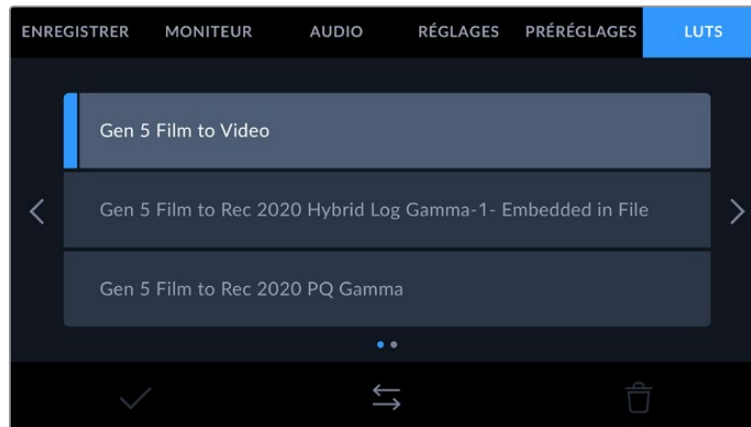 ENREGISTRER MONITEUR AUDIO RÉGLAGES PRÉRÉGLAGES LUTS
Gen 5 Film to Video
Gen 5 Film to Rec 2020 Hybrid Log Gamma-1- Embedded in File
Gen 5 Film to Rec 2020 PQ Gamma